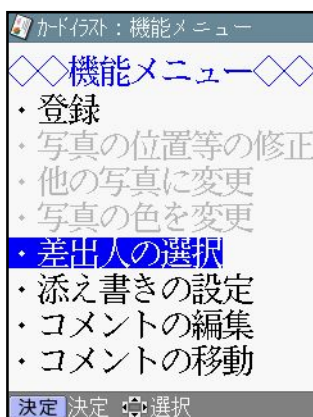 カードイラスト：機能メニュー
◇◇機能メニュー◇◇
・登録
・写真の位置等の修正
・他の写真に変更
・写真の色を変更
・差出人の選択
・添え書きの設定
・コメントの編集
・コメントの移動
決定 決定 選択